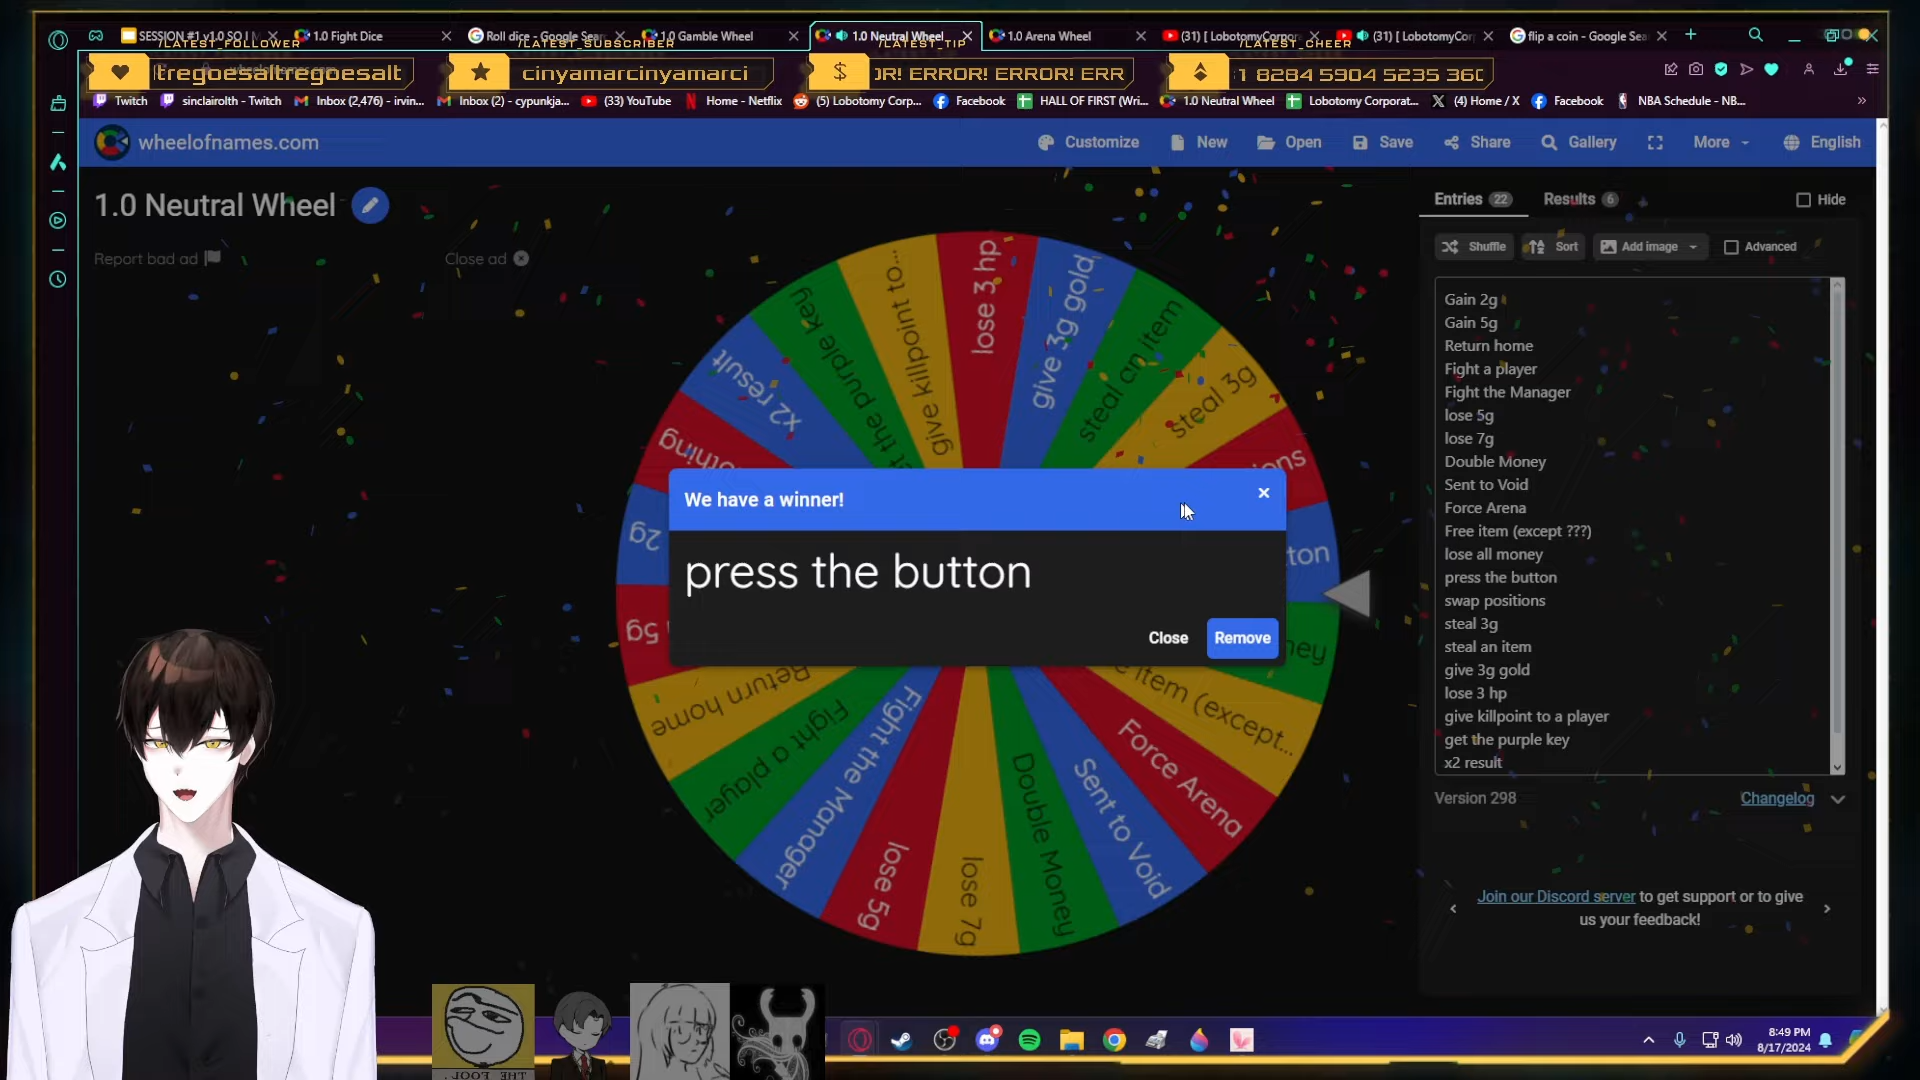 SESSION #1 v1.0 SO I M
1.0 Fight Dice
Roll dice - Google Sear
1.0 Gamble Wheel
1.0 Neutral Wheel
1.0 Arena Wheel
(31) [ LobotomyCorpor
(31) [ LobotomyCor
flip a coin - Google Sea
/LATEST_FOLLOWER
/LATEST_SUBSCRIBER
/LATEST_TIP
/LATEST_CHEER
tregoesaltregoesalt
cinyamarcinyamarci
$
OR! ERROR! ERROR! ERR
1 8284 5904 5235 360
Twitch
sinclairolth - Twitch
Inbox (2,476) - irvin...
Inbox (2) - cypunkja...
(33) YouTube
Home - Netflix
(5) Lobotomy Corp...
Facebook
HALL OF FIRST (Wri...
1.0 Neutral Wheel
Lobotomy Corporat...
(4) Home / X
Facebook
NBA Schedule - NB...
wheelofnames.com
Customize
New
Open
Save
Share
Gallery
More
English
1.0 Neutral Wheel
Report bad ad
Close ad
Entries 22
Results 6
Hide
Shuffle
Sort
Add image
Advanced
Gain 2g
Gain 5g
Return home
Fight a player
Fight the Manager
lose 5g
lose 7g
Double Money
Sent to Void
Force Arena
Free item (except ???)
lose all money
press the button
swap positions
steal 3g
steal an item
give 3g gold
lose 3 hp
give killpoint to a player
get the purple key
x2 result
Version 298
Changelog
Join our Discord server to get support or to give
us your feedback!
lose 3 hp
give 3g gold
steal an item
steal 3g
ons
ton
ney
e item (except...
Force Arena
Sent to Void
Double Money
lose 7g
lose 5g
Fight the Manager
Fight a player
Return home
5g
2g
nothing
x2 result
et the purple key
give killpoint to...
We have a winner!
press the button
Close
Remove
THE FOOL.
8:49 PM
8/17/2024